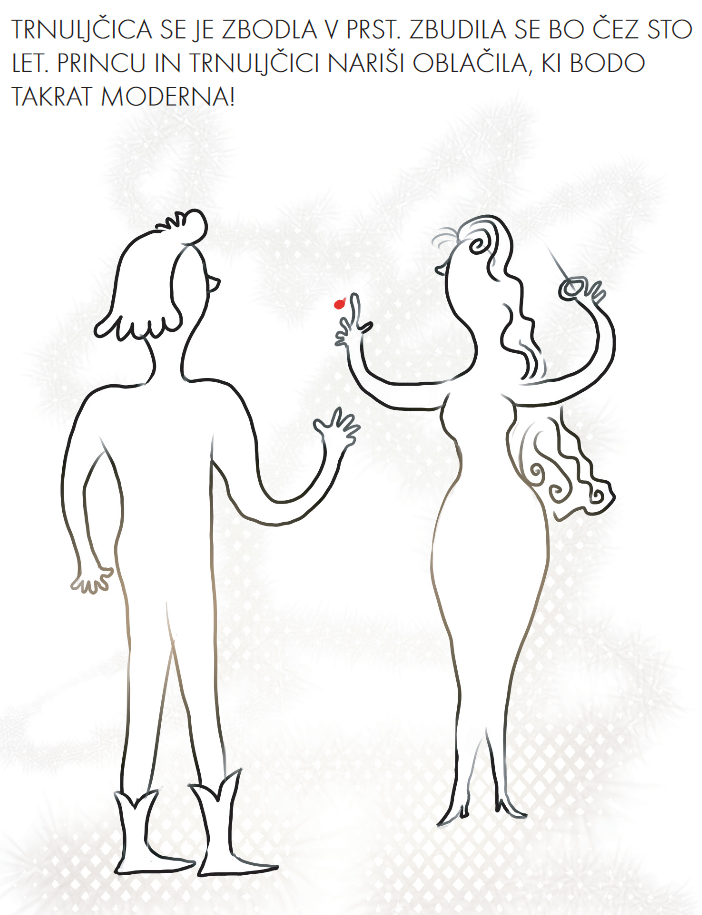 TRNULJČICA SE JE ZBODLA V PRST. ZBUDILA SE BO ČEZ STO
LET. PRINCU IN TRNULJČICI NARIŠI OBLAČILA, KI BODO
TAKRAT MODERNA!